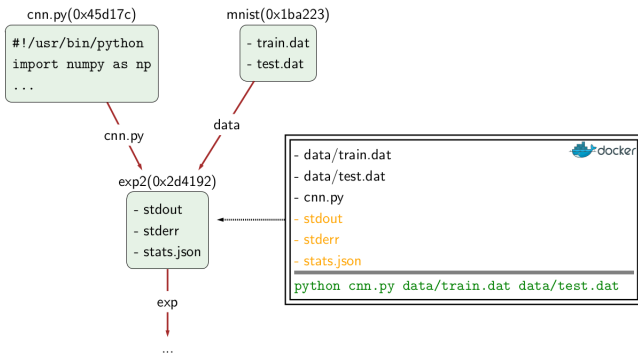 cnn.py(0x45d17c)
#!/usr/bin/python
import numpy as np
...
mnist(0x1ba223)
- train.dat
- test.dat
cnn.py
data
exp2(0x2d4192)
- stdout
- stderr
- stats.json
exp
...
docker
- data/train.dat
- data/test.dat
- cnn.py
- stdout
- stderr
- stats.json
python cnn.py data/train.dat data/test.dat